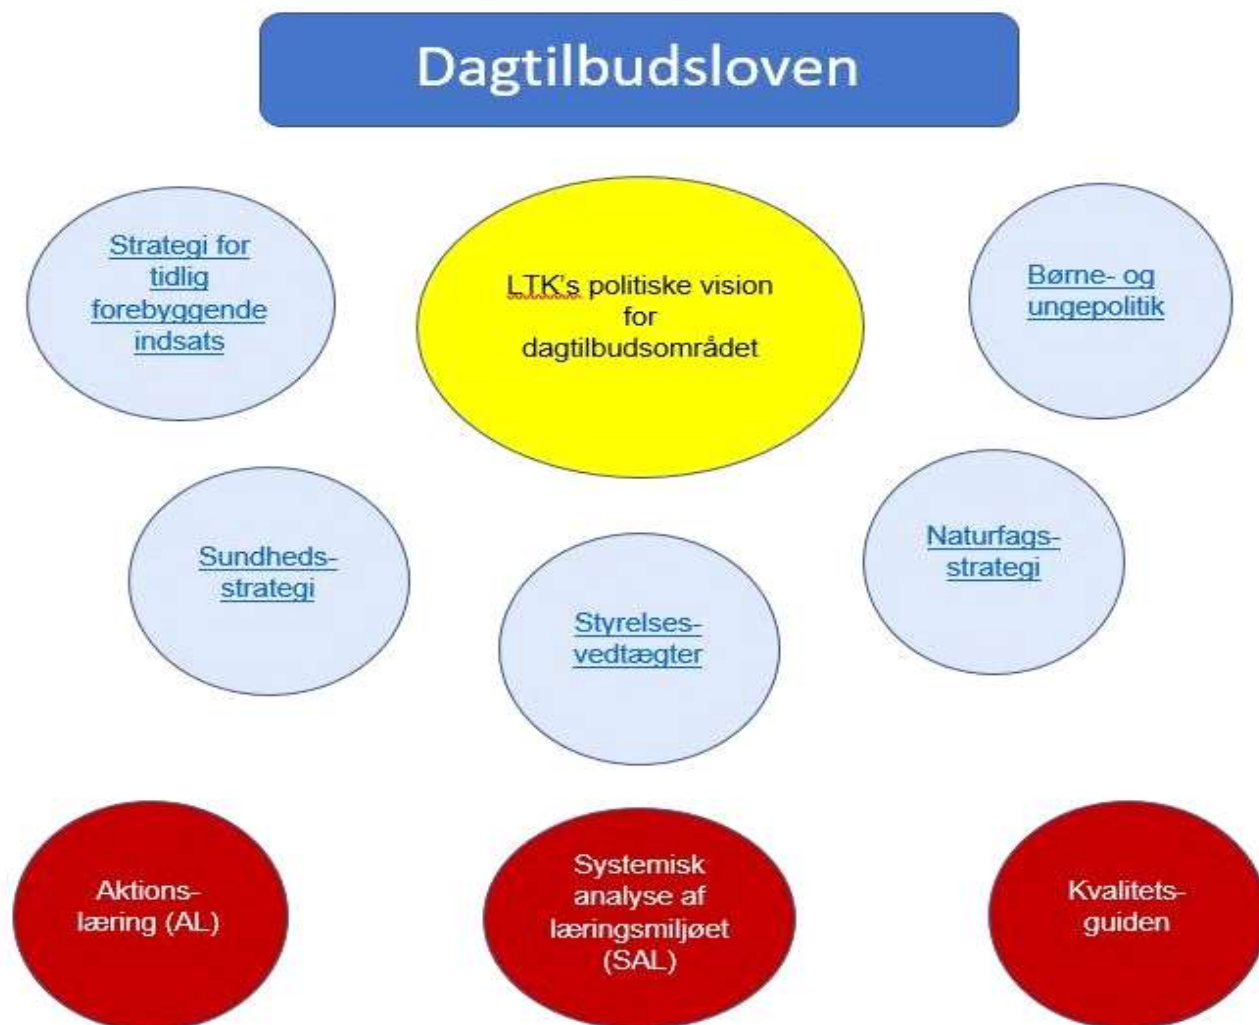 Dagtilbudsloven
Strategi for
tidlig
forebyggende
indsats
LTK's politiske vision
for
dagtilbudsområdet
Børne- og
ungepolitik
Sundheds-
strategi
Styrelses-
vedtægter
Naturfags-
strategi
Aktions-
læring (AL)
Systemisk
analyse af
læringsmiljøet
(SAL)
Kvalitets-
guiden